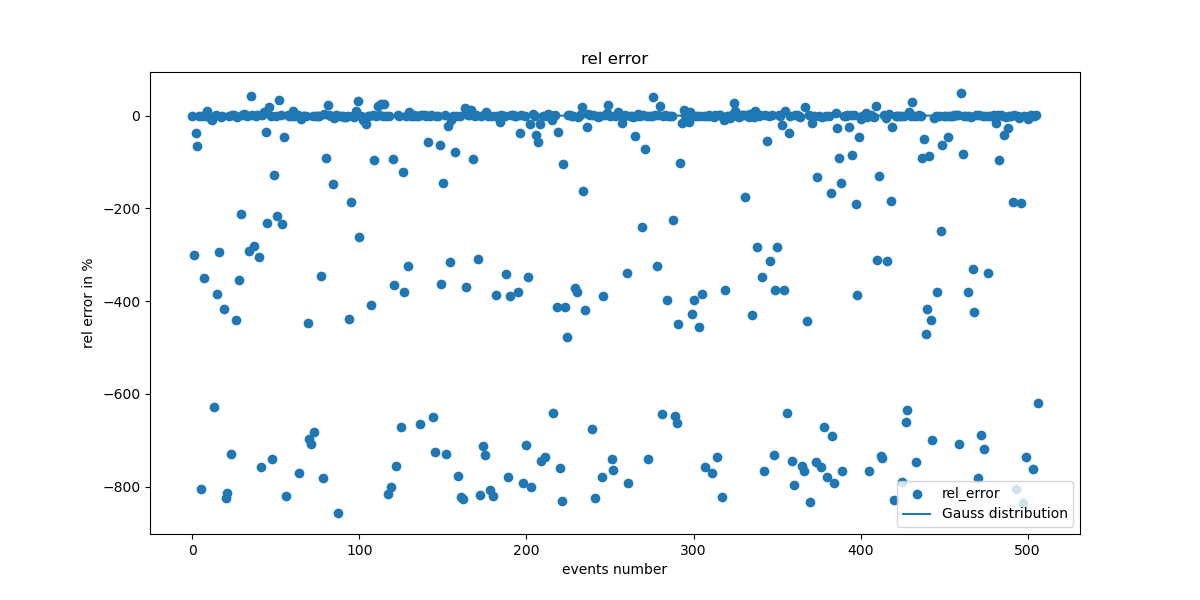 rel error
0
−200
−400
−600
−800
rel error in %
0
100
200
300
400
500
events number
rel_error
Gauss distribution